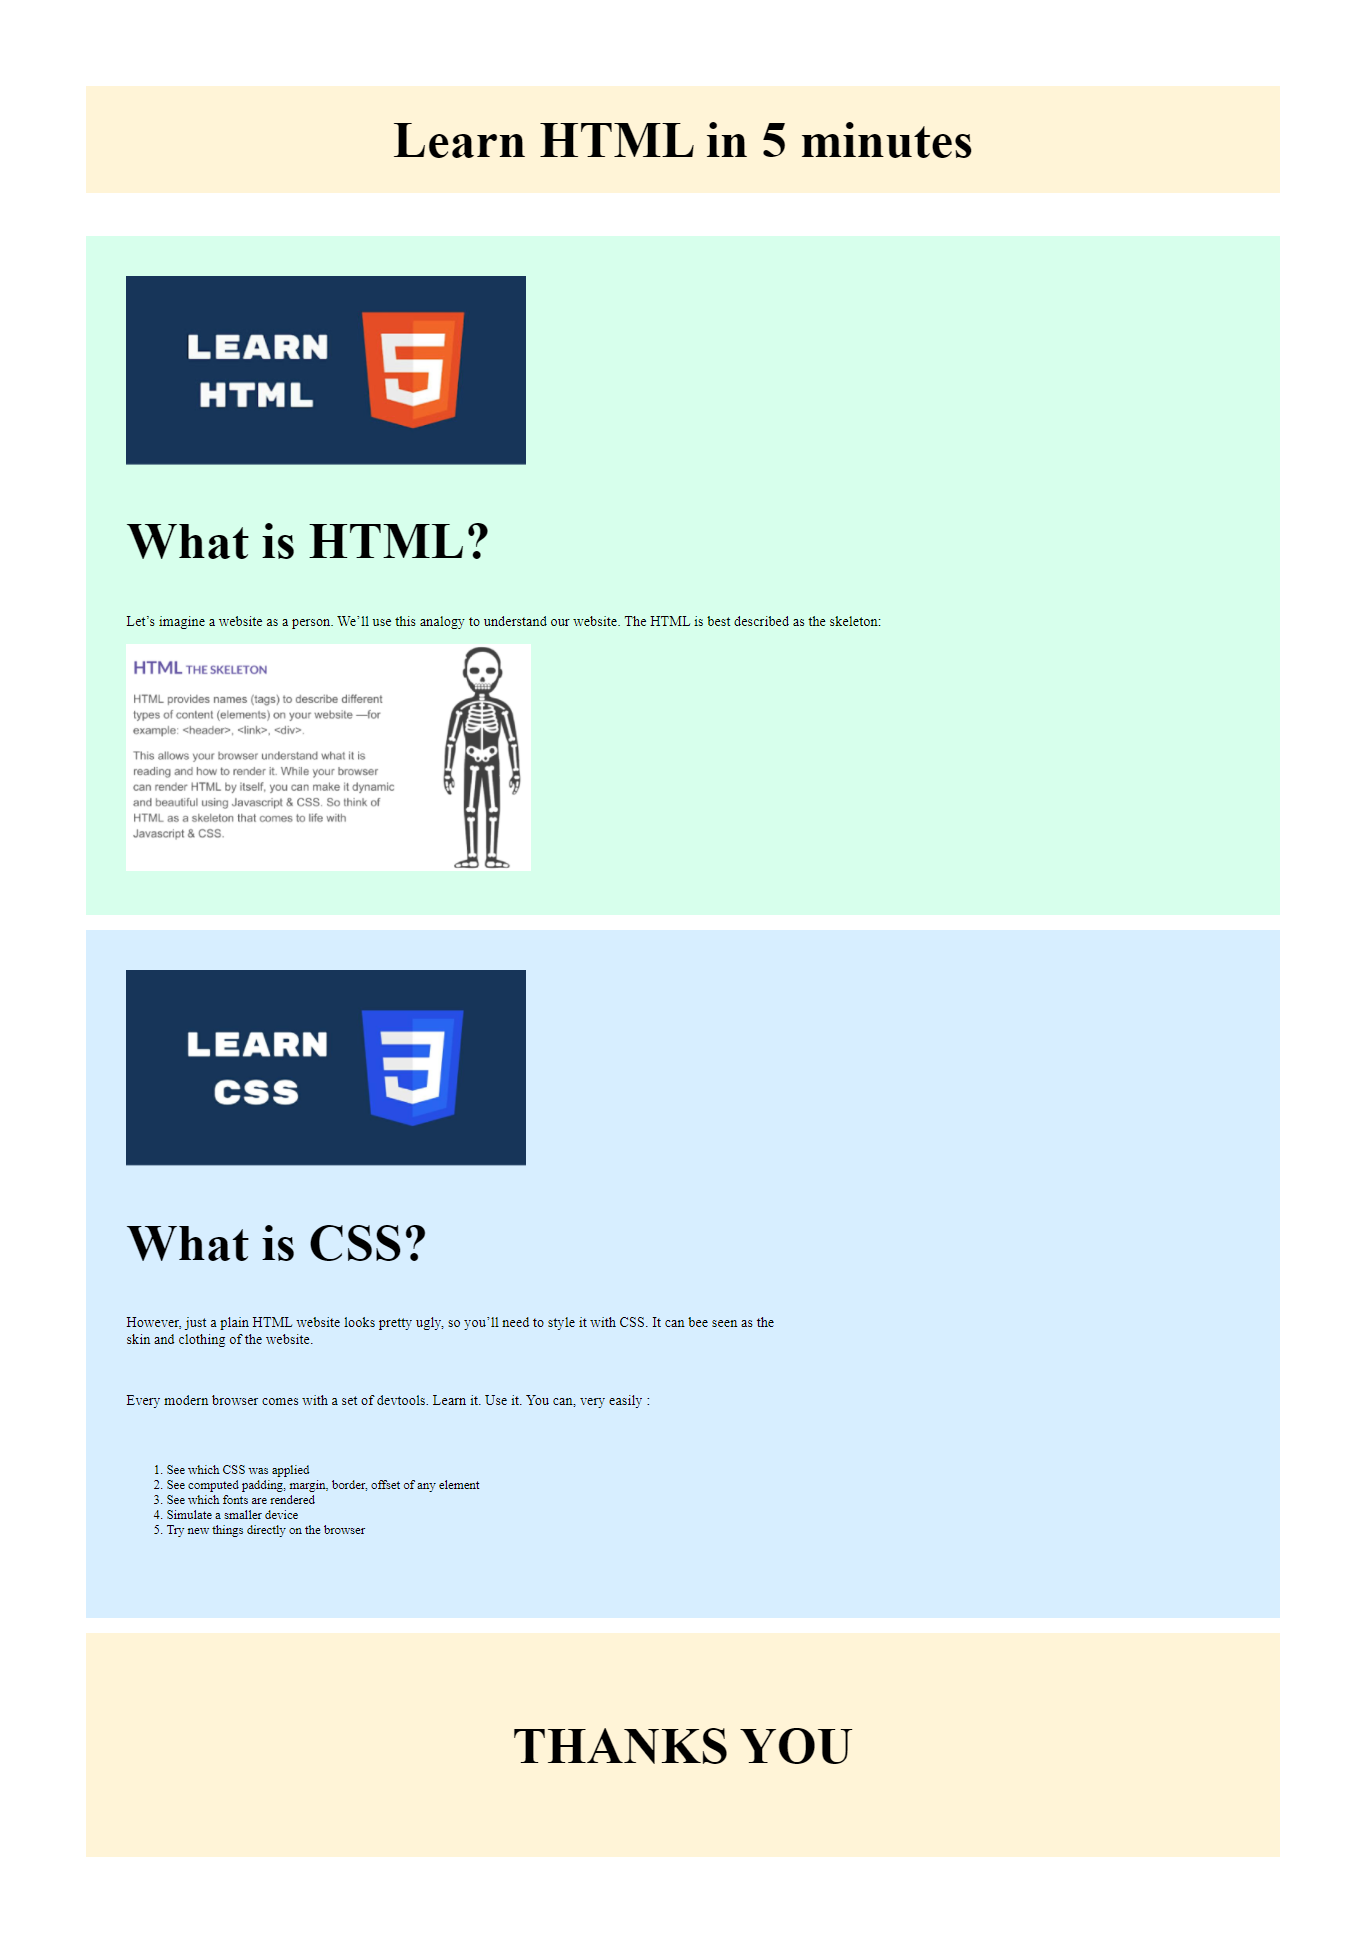 Learn HTML in 5 minutes
LEARN
HTML
What is HTML?
Let’s imagine a website as a person. We’ll use this analogy to understand our website. The HTML is best described as the skeleton:
HTML THE SKELETON
HTML provides names (tags) to describe different
types of content (elements) on your website —for
example: <header>, <link>, <div>.
This allows your browser understand what it is
reading and how to render it. While your browser
can render HTML by itself, you can make it dynamic
and beautiful using Javascript & CSS. So think of
HTML as a skeleton that comes to life with
Javascript & CSS.
LEARN
CSS
What is CSS?
However, just a plain HTML website looks pretty ugly, so you’ll need to style it with CSS. It can bee seen as the
skin and clothing of the website.
Every modern browser comes with a set of devtools. Learn it. Use it. You can, very easily :
1. See which CSS was applied
2. See computed padding, margin, border, offset of any element
3. See which fonts are rendered
4. Simulate a smaller device
5. Try new things directly on the browser
THANKS YOU